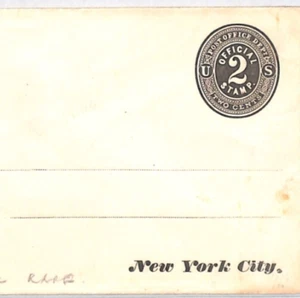 POST OFFICE DEPT.
OFFICIAL
U 2 S
STAMP.
TWO CENTS
New York City.